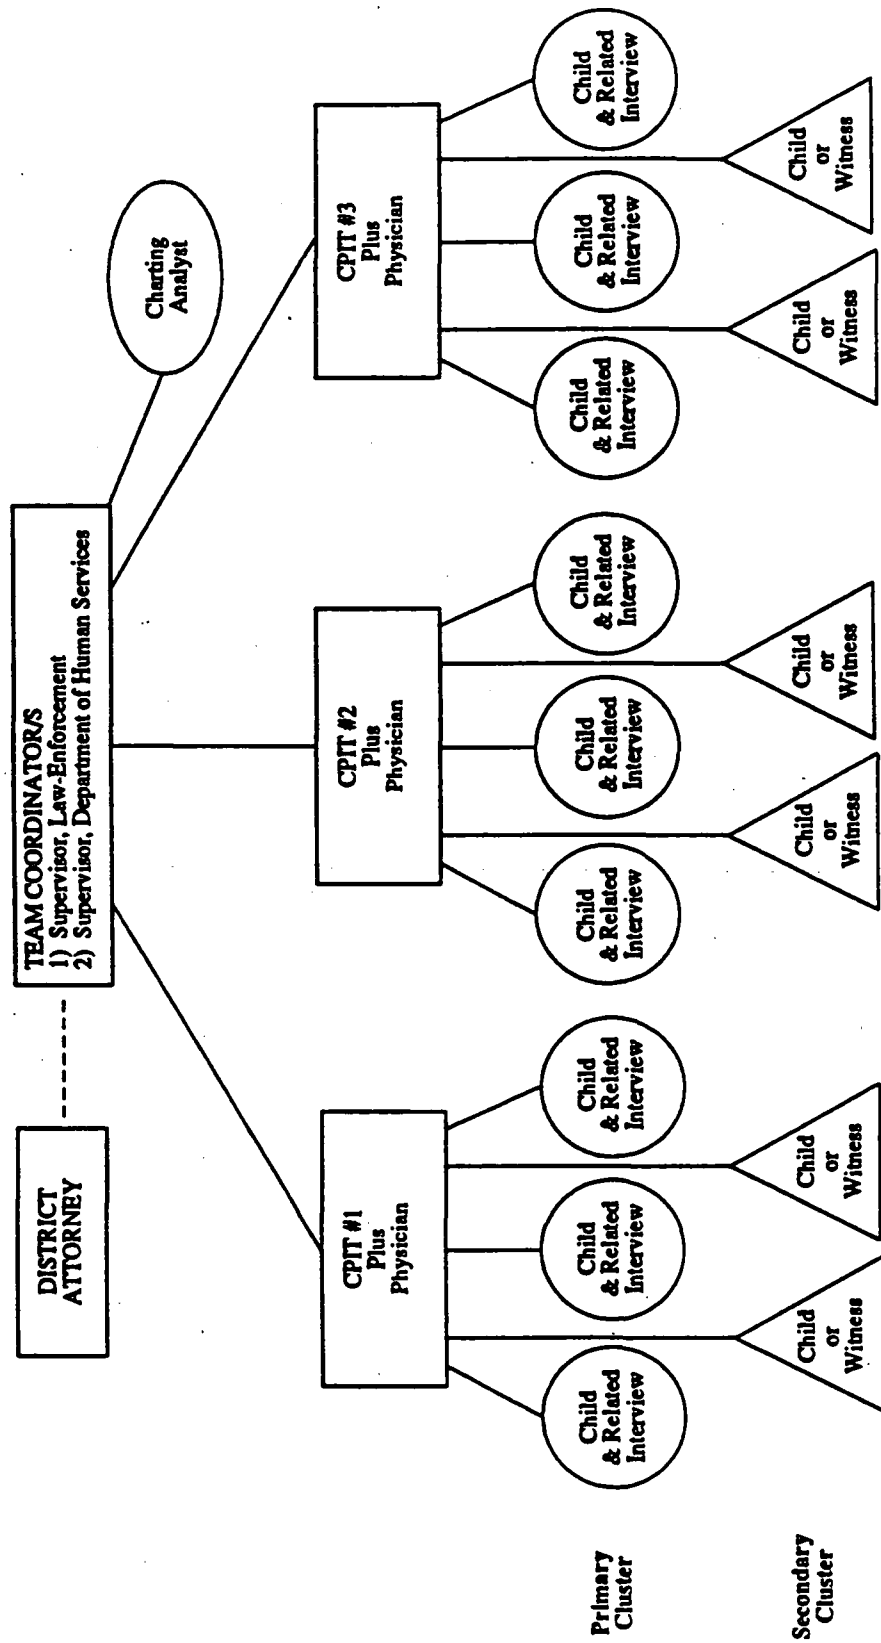 DISTRICT
ATTORNEY
TEAM COORDINATOR/S
1) Supervisor, Law-Enforcement
2) Supervisor, Department of Human Services
Charting
Analyst
CPIT #1
Plus
Physician
CPIT #2
Plus
Physician
CPIT #3
Plus
Physician
Primary
Cluster
Child
& Related
Interview
Child
& Related
Interview
Child
& Related
Interview
Child
& Related
Interview
Child
& Related
Interview
Child
& Related
Interview
Child
& Related
Interview
Child
& Related
Interview
Child
& Related
Interview
Secondary
Cluster
Child
or
Witness
Child
or
Witness
Child
or
Witness
Child
or
Witness
Child
or
Witness
Child
or
Witness